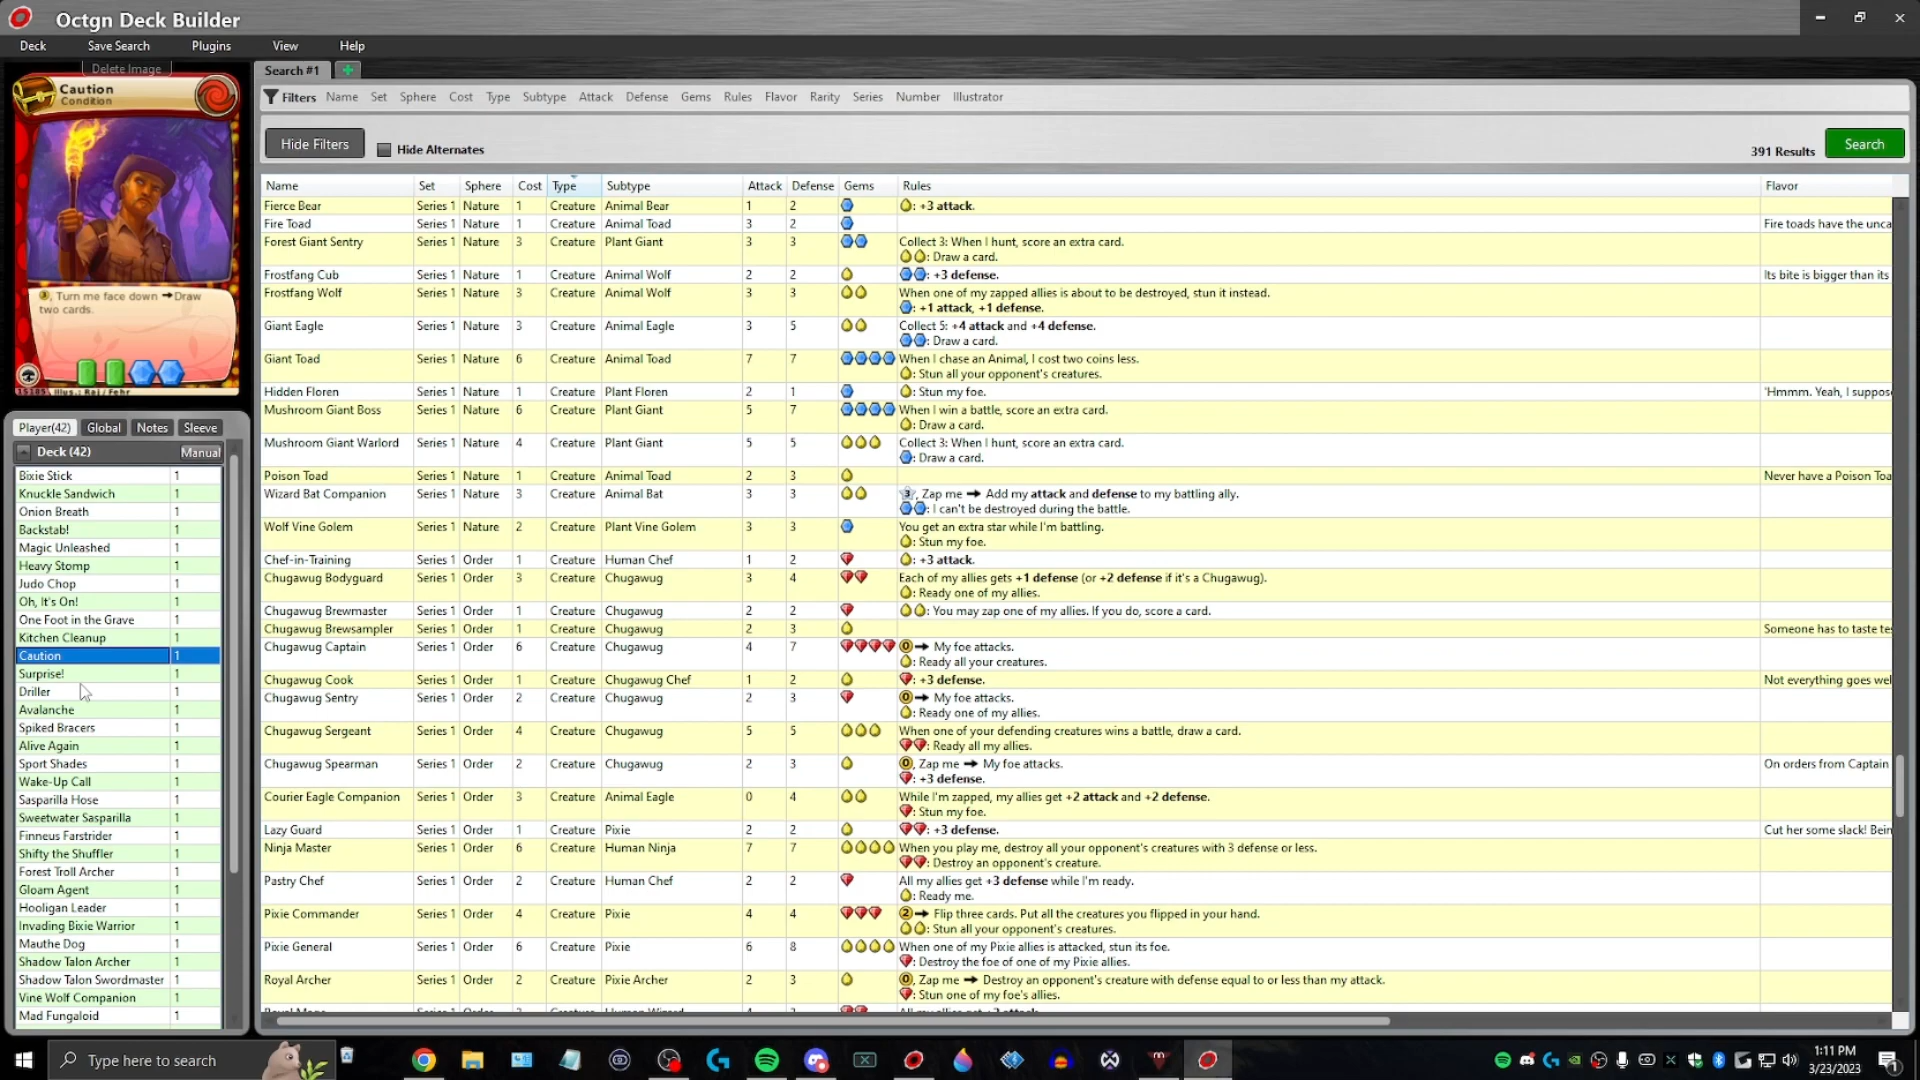 Octgn Deck Builder
Deck Save Search Plugins View Help
Delete Image
Caution
Condition
3, Turn me face down ➡Draw
two cards.
Illus.: Raj / Fehr
Player(42) Global Notes Sleeve
Deck (42) Manual
Bixie Stick 1
Knuckle Sandwich 1
Onion Breath 1
Backstab! 1
Magic Unleashed 1
Heavy Stomp 1
Judo Chop 1
Oh, It's On! 1
One Foot in the Grave 1
Kitchen Cleanup 1
Caution 1
Surprise! 1
Driller 1
Avalanche 1
Spiked Bracers 1
Alive Again 1
Sport Shades 1
Wake-Up Call 1
Sasparilla Hose 1
Sweetwater Sasparilla 1
Finneus Farstrider 1
Shifty the Shuffler 1
Forest Troll Archer 1
Gloam Agent 1
Hooligan Leader 1
Invading Bixie Warrior 1
Mauthe Dog 1
Shadow Talon Archer 1
Shadow Talon Swordmaster 1
Vine Wolf Companion 1
Mad Fungaloid 1
Search #1 +
Filters Name Set Sphere Cost Type Subtype Attack Defense Gems Rules Flavor Rarity Series Number Illustrator
Hide Filters Hide Alternates 391 Results Search
Name Set Sphere Cost Type Subtype Attack Defense Gems Rules Flavor
Fierce Bear Series 1 Nature 1 Creature Animal Bear 1 2 : +3 attack.
Fire Toad Series 1 Nature 1 Creature Animal Toad 3 2 Fire toads have the unca
Forest Giant Sentry Series 1 Nature 3 Creature Plant Giant 3 3 Collect 3: When I hunt, score an extra card.
: Draw a card.
Frostfang Cub Series 1 Nature 1 Creature Animal Wolf 2 2 : +3 defense. Its bite is bigger than its
Frostfang Wolf Series 1 Nature 3 Creature Animal Wolf 3 3 When one of my zapped allies is about to be destroyed, stun it instead.
: +1 attack, +1 defense.
Giant Eagle Series 1 Nature 3 Creature Animal Eagle 3 5 Collect 5: +4 attack and +4 defense.
: Draw a card.
Giant Toad Series 1 Nature 6 Creature Animal Toad 7 7 When I chase an Animal, I cost two coins less.
: Stun all your opponent's creatures.
Hidden Floren Series 1 Nature 1 Creature Plant Floren 2 1 : Stun my foe. 'Hmmm. Yeah, I suppos
Mushroom Giant Boss Series 1 Nature 6 Creature Plant Giant 5 7 When I win a battle, score an extra card.
: Draw a card.
Mushroom Giant Warlord Series 1 Nature 4 Creature Plant Giant 5 5 Collect 3: When I hunt, score an extra card.
: Draw a card.
Poison Toad Series 1 Nature 1 Creature Animal Toad 2 3 Never have a Poison Toa
Wizard Bat Companion Series 1 Nature 3 Creature Animal Bat 3 3 3, Zap me ➡ Add my attack and defense to my battling ally.
: I can't be destroyed during the battle.
Wolf Vine Golem Series 1 Nature 2 Creature Plant Vine Golem 3 3 You get an extra star while I'm battling.
: Stun my foe.
Chef-in-Training Series 1 Order 1 Creature Human Chef 1 2 : +3 attack.
Chugawug Bodyguard Series 1 Order 3 Creature Chugawug 3 4 Each of my allies gets +1 defense (or +2 defense if it's a Chugawug).
: Ready one of my allies.
Chugawug Brewmaster Series 1 Order 1 Creature Chugawug 2 2 : You may zap one of my allies. If you do, score a card.
Chugawug Brewsampler Series 1 Order 1 Creature Chugawug 2 3 Someone has to taste te
Chugawug Captain Series 1 Order 6 Creature Chugawug 4 7 0➡ My foe attacks.
: Ready all your creatures.
Chugawug Cook Series 1 Order 1 Creature Chugawug Chef 1 2 : +3 defense. Not everything goes wel
Chugawug Sentry Series 1 Order 2 Creature Chugawug 2 3 0➡ My foe attacks.
: Ready one of my allies.
Chugawug Sergeant Series 1 Order 4 Creature Chugawug 5 5 When one of your defending creatures wins a battle, draw a card.
: Ready all my allies.
Chugawug Spearman Series 1 Order 2 Creature Chugawug 2 3 0, Zap me ➡ My foe attacks. On orders from Captain
: +3 defense.
Courier Eagle Companion Series 1 Order 3 Creature Animal Eagle 0 4 While I'm zapped, my allies get +2 attack and +2 defense.
: Stun my foe.
Lazy Guard Series 1 Order 1 Creature Pixie 2 2 : +3 defense. Cut her some slack! Bein
Ninja Master Series 1 Order 6 Creature Human Ninja 7 7 When you play me, destroy all your opponent's creatures with 3 defense or less.
: Destroy an opponent's creature.
Pastry Chef Series 1 Order 2 Creature Human Chef 2 2 All my allies get +3 defense while I'm ready.
: Ready me.
Pixie Commander Series 1 Order 4 Creature Pixie 4 4 2➡ Flip three cards. Put all the creatures you flipped in your hand.
: Stun all your opponent's creatures.
Pixie General Series 1 Order 6 Creature Pixie 6 8 When one of my Pixie allies is attacked, stun its foe.
: Destroy the foe of one of my Pixie allies.
Royal Archer Series 1 Order 2 Creature Pixie Archer 2 3 0, Zap me ➡ Destroy an opponent's creature with defense equal to or less than my attack.
: Stun one of my foe's allies.
Type here to search
1:11 PM
3/23/2023
1